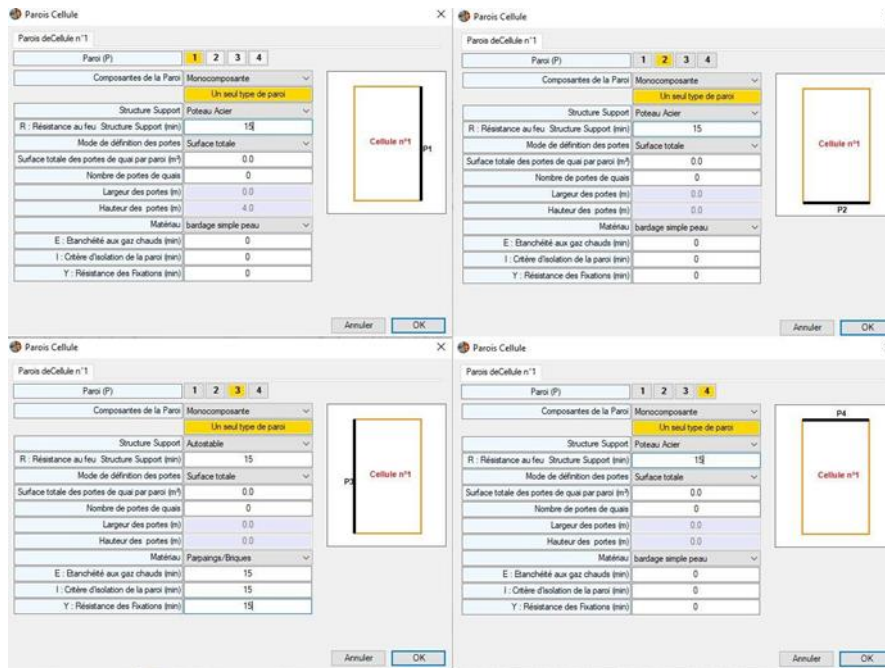 Parois Cellule
Parois deCellule n°1
Paroi (P) 1 2 3 4
Composantes de la Paroi Monocomposante
Un seul type de paroi
Structure Support Poteau Acier
R : Résistance au feu Structure Support (min) 15
Mode de définition des portes Surface totale
Surface totale des portes de quai par paroi (m²) 0.0
Nombre de portes de quais 0
Largeur des portes (m) 0.0
Hauteur des portes (m) 4.0
Matériau bardage simple peau
E : Etanchéité aux gaz chauds (min) 0
I : Critère d'isolation de la paroi (min) 0
Y : Résistance des Fixations (min) 0
Cellule n°1
P1
Annuler OK
Parois Cellule
Parois deCellule n°1
Paroi (P) 1 2 3 4
Composantes de la Paroi Monocomposante
Un seul type de paroi
Structure Support Poteau Acier
R : Résistance au feu Structure Support (min) 15
Mode de définition des portes Surface totale
Surface totale des portes de quai par paroi (m²) 0.0
Nombre de portes de quais 0
Largeur des portes (m) 0.0
Hauteur des portes (m) 0.0
Matériau bardage simple peau
E : Etanchéité aux gaz chauds (min) 0
I : Critère d'isolation de la paroi (min) 0
Y : Résistance des Fixations (min) 0
Cellule n°1
P2
Annuler OK
Parois Cellule
Parois deCellule n°1
Paroi (P) 1 2 3 4
Composantes de la Paroi Monocomposante
Un seul type de paroi
Structure Support Autostable
R : Résistance au feu Structure Support (min) 15
Mode de définition des portes Surface totale
Surface totale des portes de quai par paroi (m²) 0.0
Nombre de portes de quais 0
Largeur des portes (m) 0.0
Hauteur des portes (m) 0.0
Matériau Parpaings/Briques
E : Etanchéité aux gaz chauds (min) 15
I : Critère d'isolation de la paroi (min) 15
Y : Résistance des Fixations (min) 15
P3 Cellule n°1
Annuler OK
Parois Cellule
Parois deCellule n°1
Paroi (P) 1 2 3 4
Composantes de la Paroi Monocomposante
Un seul type de paroi
Structure Support Poteau Acier
R : Résistance au feu Structure Support (min) 15
Mode de définition des portes Surface totale
Surface totale des portes de quai par paroi (m²) 0.0
Nombre de portes de quais 0
Largeur des portes (m) 0.0
Hauteur des portes (m) 0.0
Matériau bardage simple peau
E : Etanchéité aux gaz chauds (min) 0
I : Critère d'isolation de la paroi (min) 0
Y : Résistance des Fixations (min) 0
P4
Cellule n°1
Annuler OK